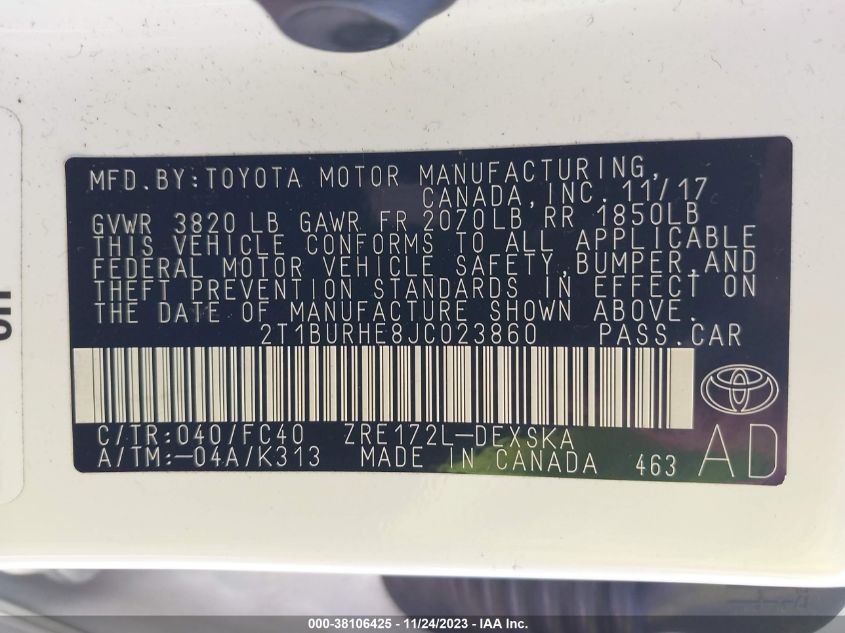 MFD.BY:TOYOTA MOTOR MANUFACTURING,
CANADA,INC. 11/17
GVWR 3820 LB GAWR FR 2070LB RR 1850LB
THIS VEHICLE CONFORMS TO ALL APPLICABLE
FEDERAL MOTOR VEHICLE SAFETY,BUMPER,AND
THEFT PREVENTION STANDARDS IN EFFECT ON
THE DATE OF MANUFACTURE SHOWN ABOVE.
2T1BURHE8JC023860 PASS.CAR
C/TR:040/FC40 ZRE172L-DEXSKA
A/TM:-04A/K313 MADE IN CANADA 463 AD
000-38106425 - 11/24/2023 - IAA Inc.